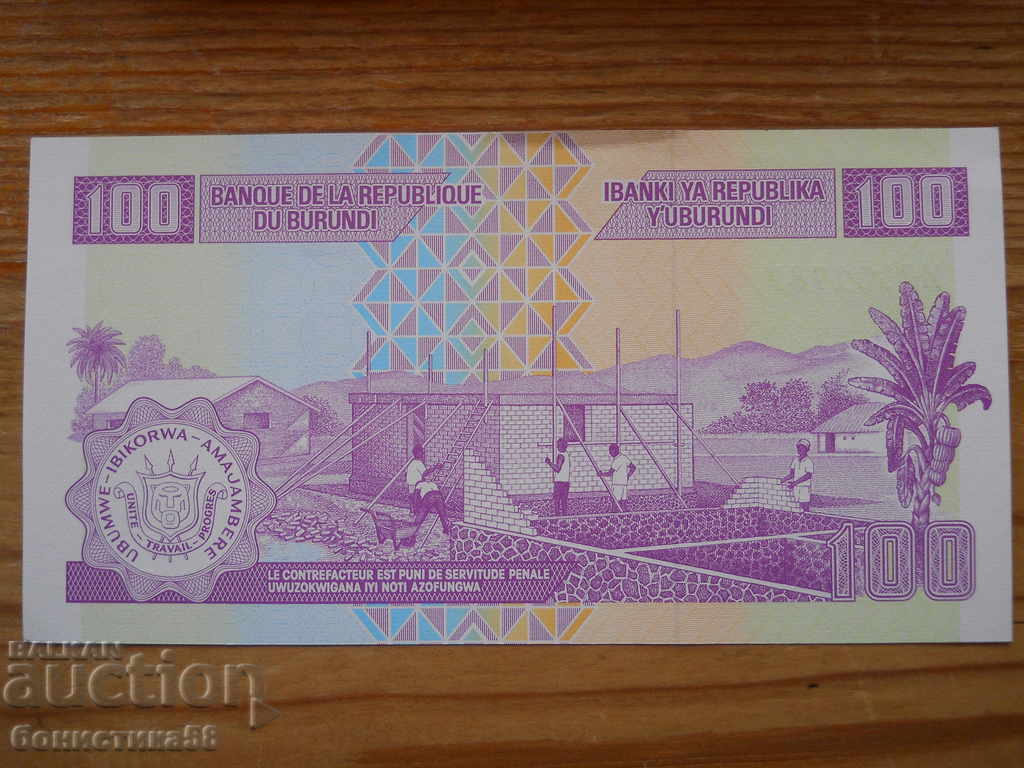 100
BANQUE DE LA REPUBLIQUE
DU BURUNDI
IBANKI YA REPUBLIKA
Y'UBURUNDI
100
UBUMWE-IBIKORWA-AMAJAMBERE
UNITE - TRAVAIL - PROGRES
LE CONTREFACTEUR EST PUNI DE SERVITUDE PENALE
UWUZOKWIGANA IYI NOTI AZOFUNGWA
100
BALKAN
auction
бонистика58